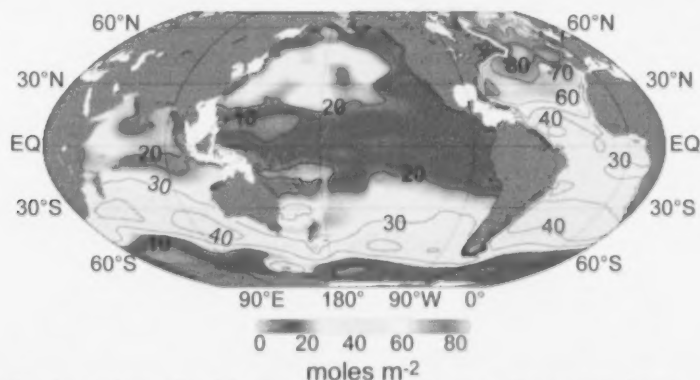 60°N 60°N
80 70
30°N 30°N
60
10 20 40
EQ EQ
20 20 30
30
30°S 30°S
40 30 40
10
60°S 60°S
90°E 180° 90°W 0°
0 20 40 60 80
moles m-2